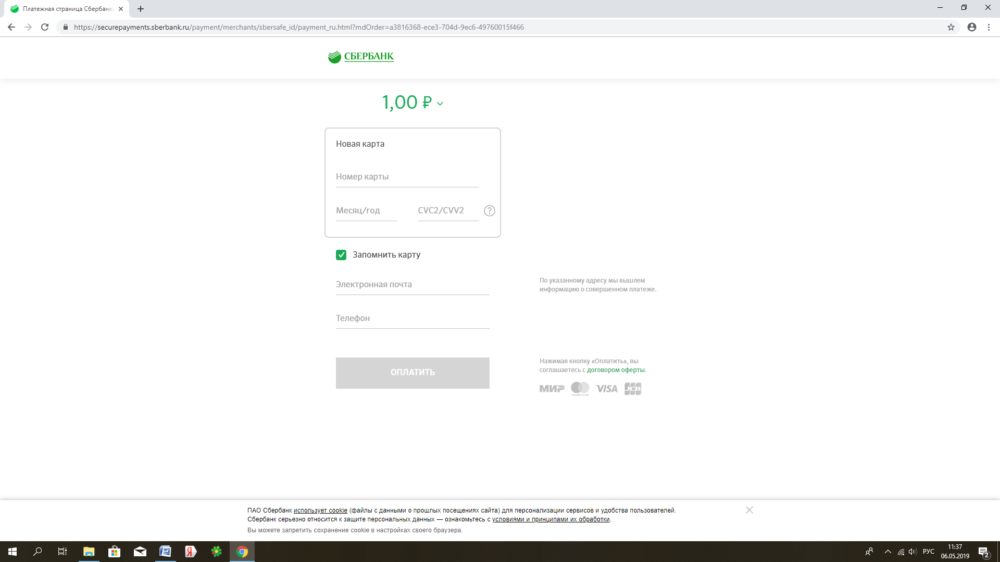 Платежная страница Сбербанка
https://securepayments.sberbank.ru/payment/merchants/sbersafe_id/payment_ru.html?mdOrder=a3816368-ece3-704d-9ec6-49760015f466
СБЕРБАНК
1,00 ₽
Новая карта
Номер карты
Месяц/год CVC2/CVV2 ?
Запомнить карту
Электронная почта
По указанному адресу мы вышлем
информацию о совершенном платеже.
Телефон
ОПЛАТИТЬ
Нажимая кнопку «Оплатить», вы
соглашаетесь с договором оферты.
МИР mastercard VISA JCB
ПАО Сбербанк использует cookie (файлы с данными о прошлых посещениях сайта) для персонализации сервисов и удобства пользователей.
Сбербанк серьезно относится к защите персональных данных — ознакомьтесь с условиями и принципами их обработки.
Вы можете запретить сохранение cookie в настройках своего браузера.
W Я РУС 11:37
06.05.2019 2